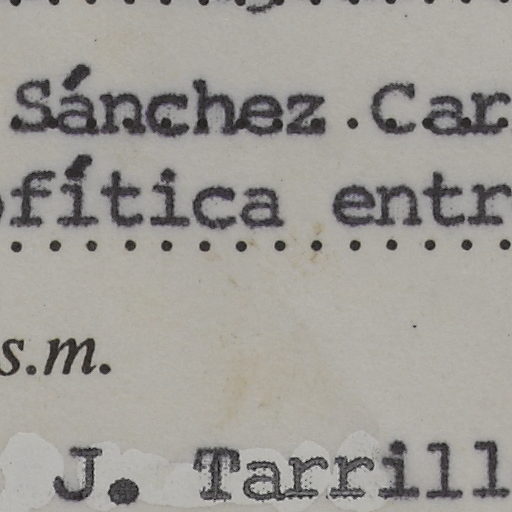 Sánchez Car
ofítica entr
s.m.
J. Tarrill